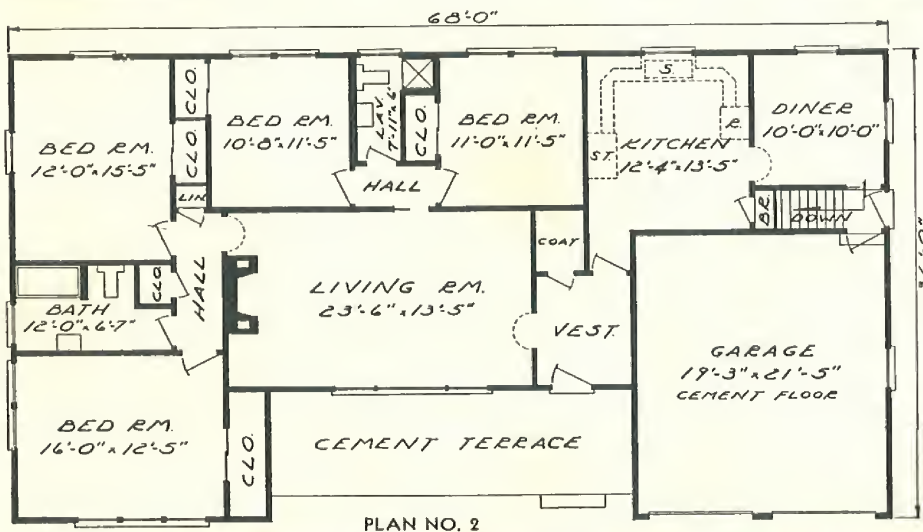 68'-0"
BED RM.
12'-0" x 15'-5"
CLO.
CLO.
LIN.
BED RM.
10'-8" x 11'-5"
LAV.
7'-11" x 6'
CLO.
BED RM.
11'-0" x 11'-5"
HALL
S.
R.
ST.
KITCHEN
12'-4" x 13'-5"
DINER
10'-0" x 10'-0"
BR.
DOWN
COAT
LIVING RM.
23'-6" x 13'-5"
VEST.
HALL
CLO.
BATH
12'-0" x 6'-7"
GARAGE
19'-3" x 21'-5"
CEMENT FLOOR
BED RM.
16'-0" x 12'-5"
CLO.
CEMENT TERRACE
PLAN NO. 2